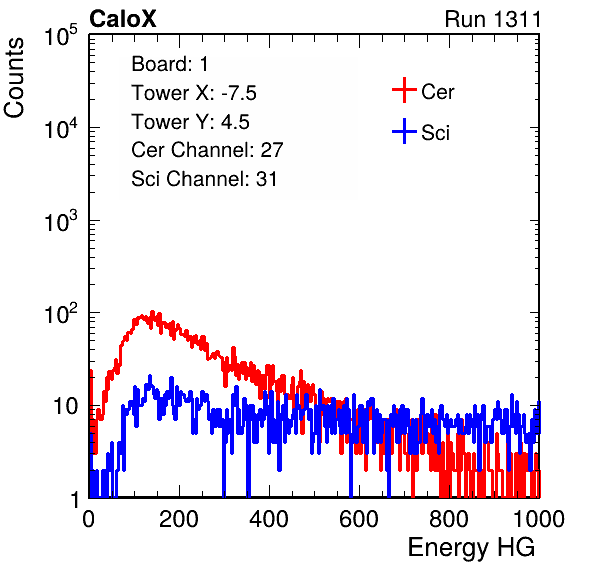 CaloX Run 1311
Counts
Board: 1
Tower X: -7.5
Tower Y: 4.5
Cer Channel: 27
Sci Channel: 31
Cer
Sci
10^5
10^4
10^3
10^2
10
1
0 200 400 600 800 1000
Energy HG